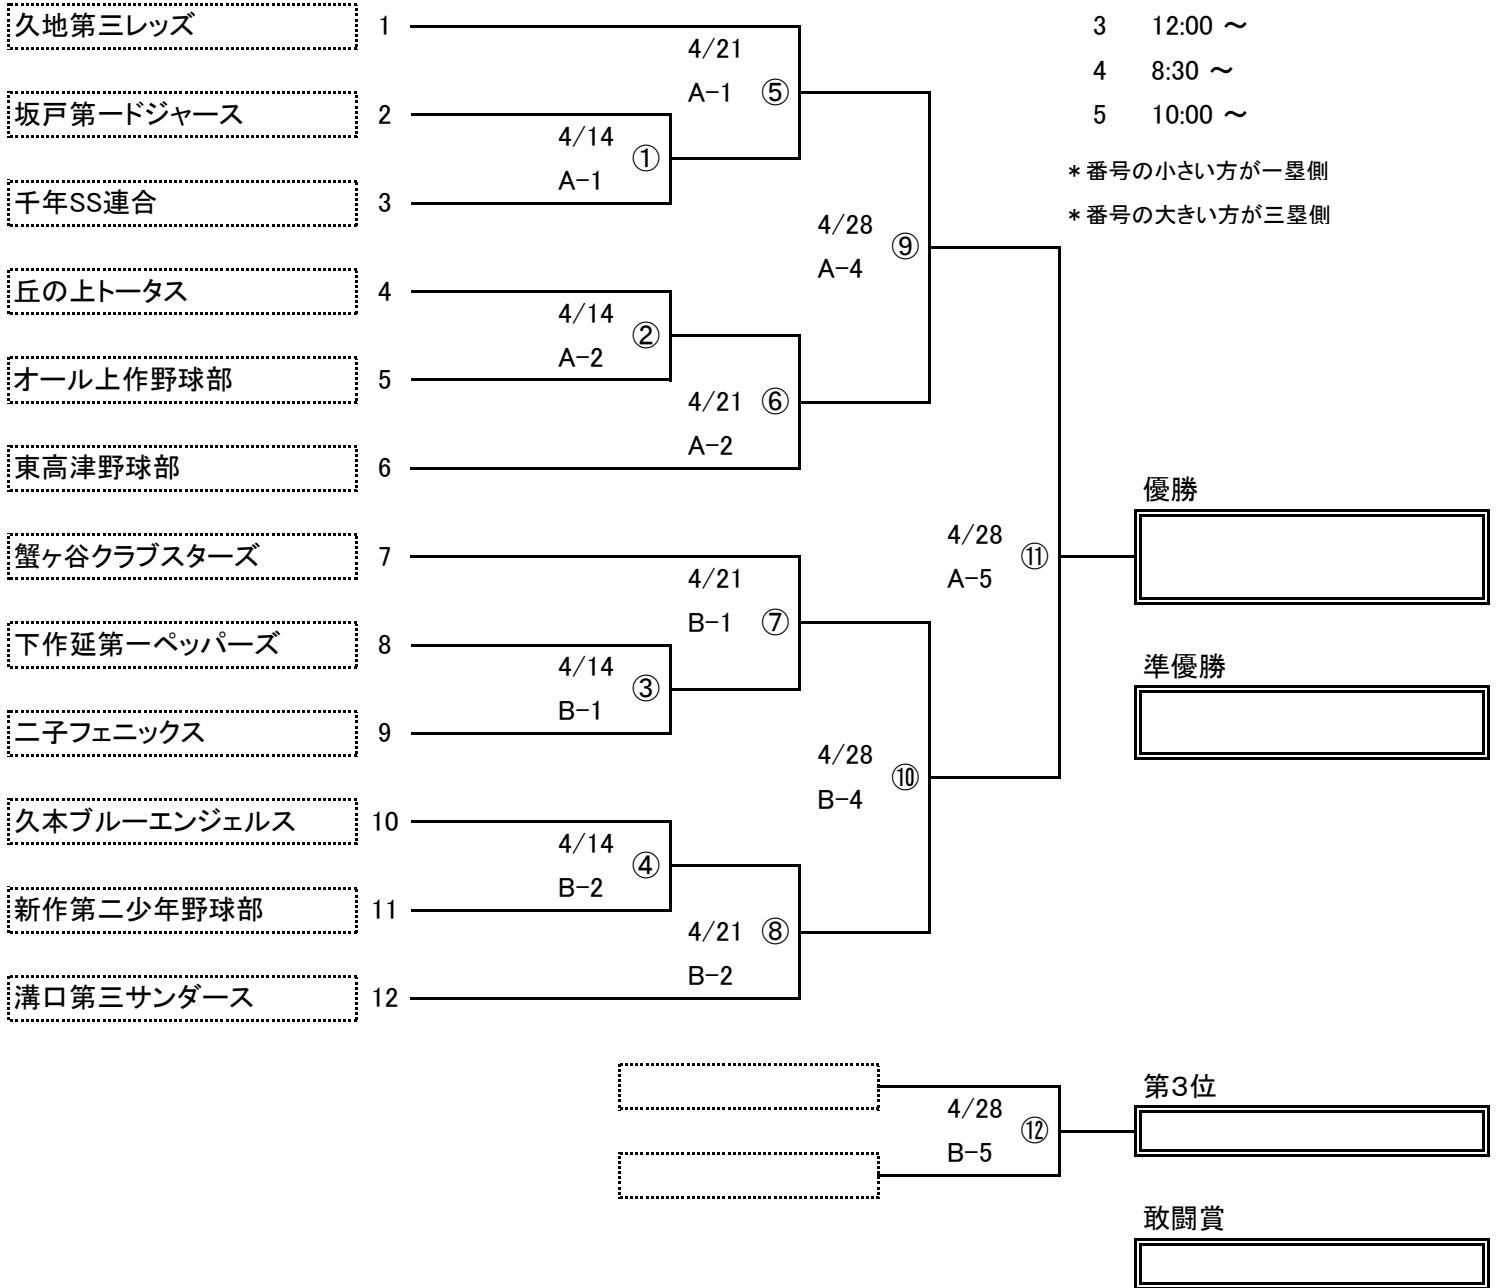 久地第三レッズ 1
坂戸第一ドジャース 2
千年SS連合 3
丘の上トータス 4
オール上作野球部 5
東高津野球部 6
蟹ヶ谷クラブスターズ 7
下作延第一ペッパーズ 8
二子フェニックス 9
久本ブルーエンジェルス 10
新作第二少年野球部 11
溝口第三サンダース 12
4/14
A-1 ①
4/14
A-2 ②
4/14
B-1 ③
4/14
B-2 ④
4/21
A-1 ⑤
4/21 ⑥
A-2
4/21
B-1 ⑦
4/21 ⑧
B-2
4/28
A-4 ⑨
4/28
B-4 ⑩
4/28
A-5 ⑪
4/28
B-5 ⑫
3 12:00 ～
4 8:30 ～
5 10:00 ～
＊番号の小さい方が一塁側
＊番号の大きい方が三塁側
優勝
準優勝
第３位
敢闘賞